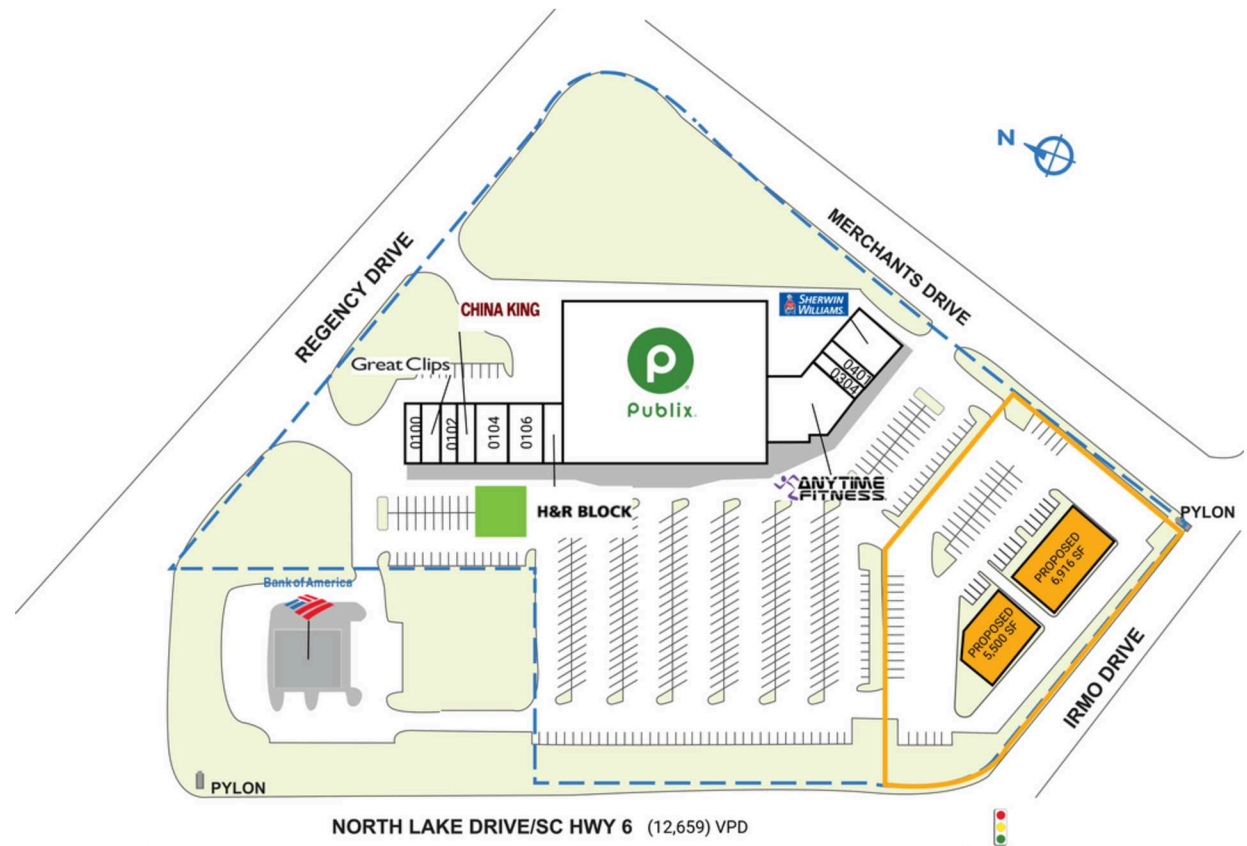 N
MERCHANTS DRIVE
REGENCY DRIVE
SHERWIN
WILLIAMS.
CHINA KING
Great Clips
Publix.
0401
0304
0100
0102
0104
0106
ANYTIME
FITNESS
H&R BLOCK
PYLON
PROPOSED
6,916 SF
PROPOSED
5,500 SF
Bank of America
IRMO DRIVE
PYLON
NORTH LAKE DRIVE/SC HWY 6 (12,659) VPD